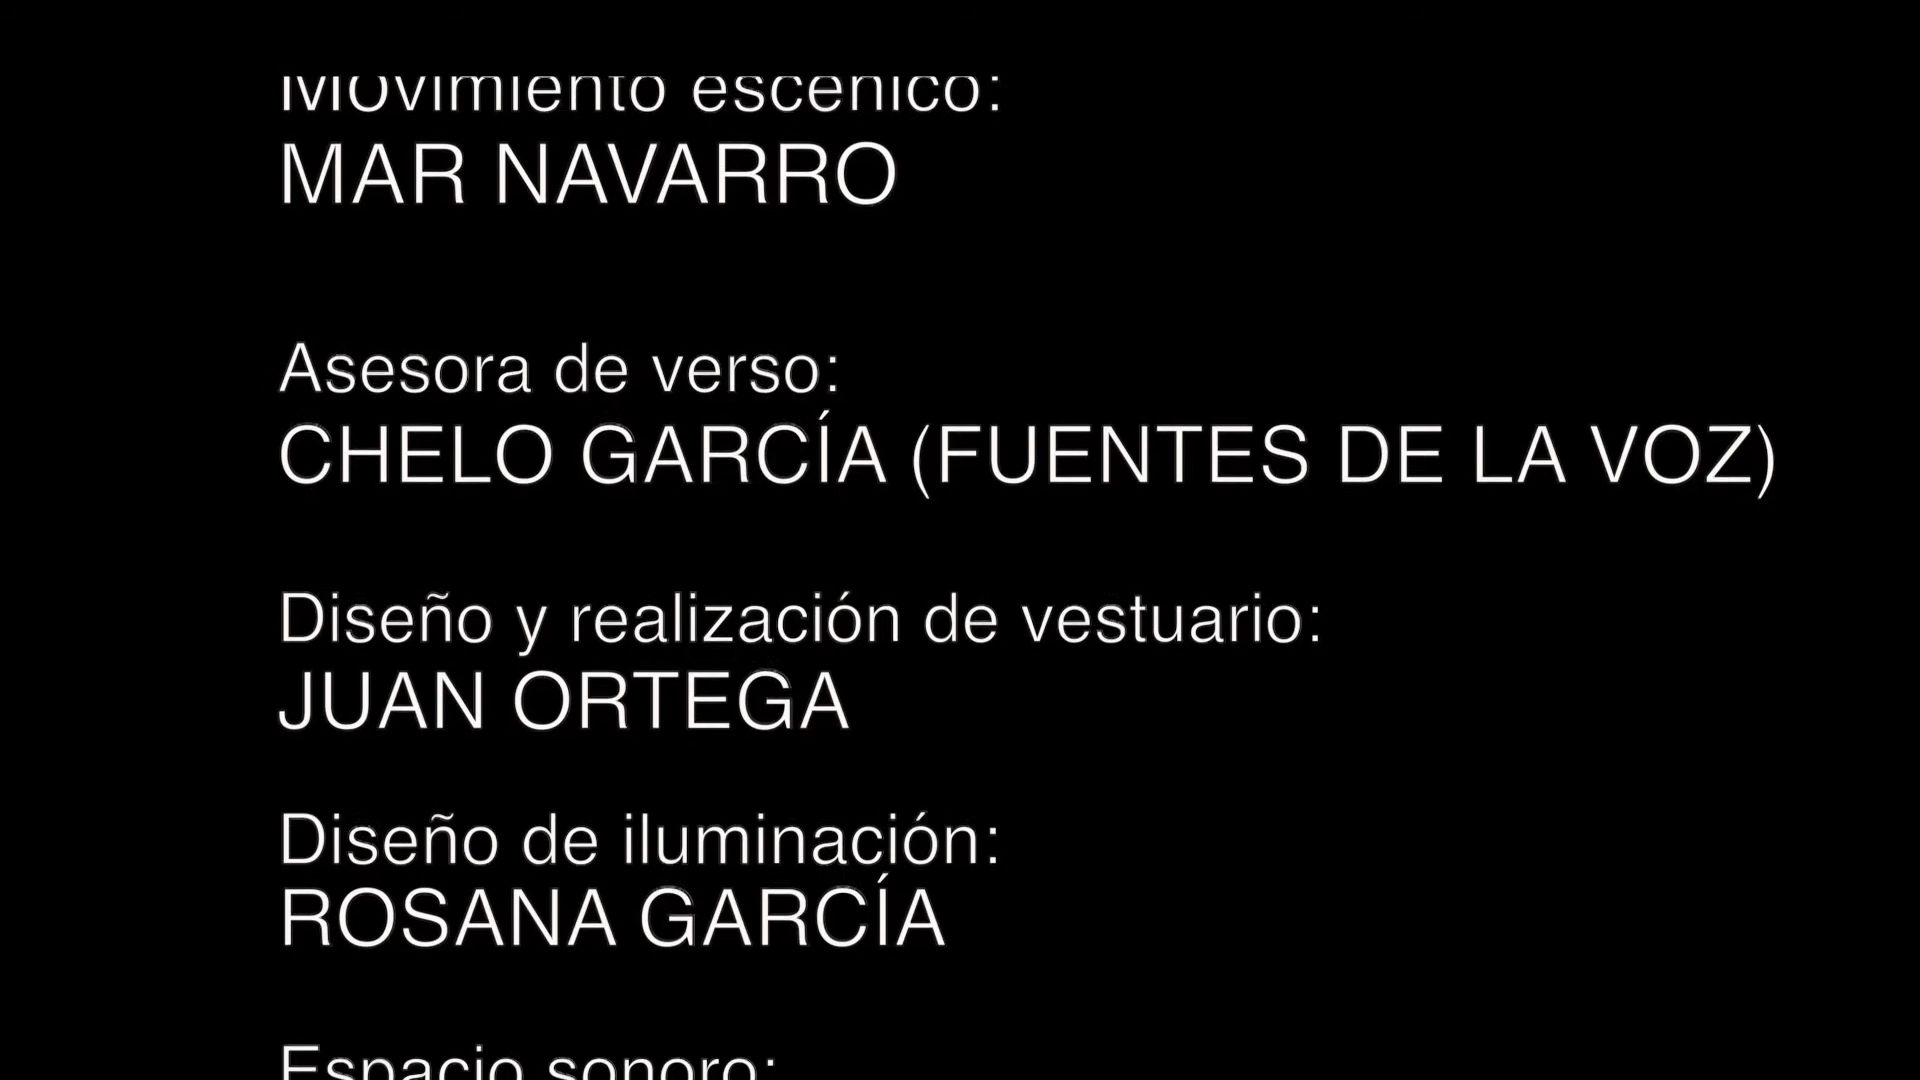 Movimiento escénico:
MAR NAVARRO
Asesora de verso:
CHELO GARCÍA (FUENTES DE LA VOZ)
Diseño y realización de vestuario:
JUAN ORTEGA
Diseño de iluminación:
ROSANA GARCÍA
Espacio sonoro: